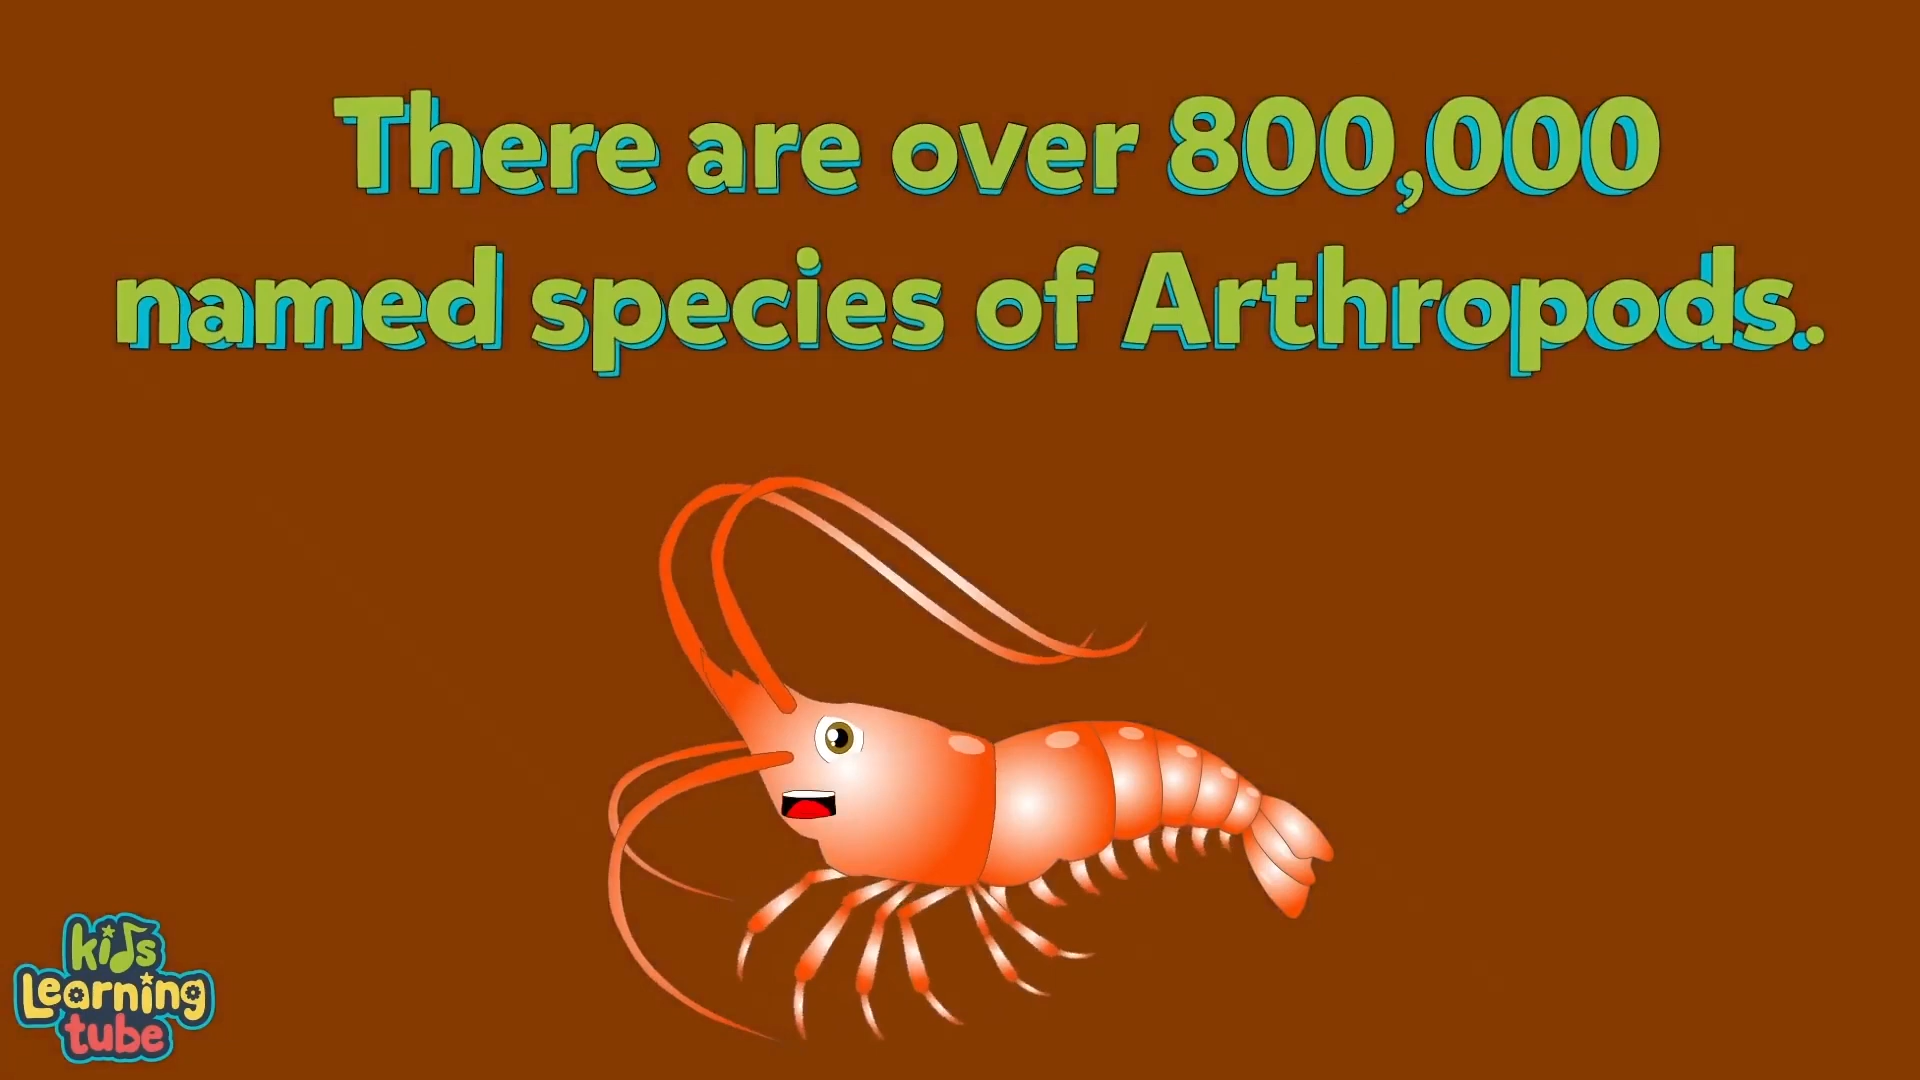 There are over 800,000
named species of Arthropods.
kids
Learning
tube